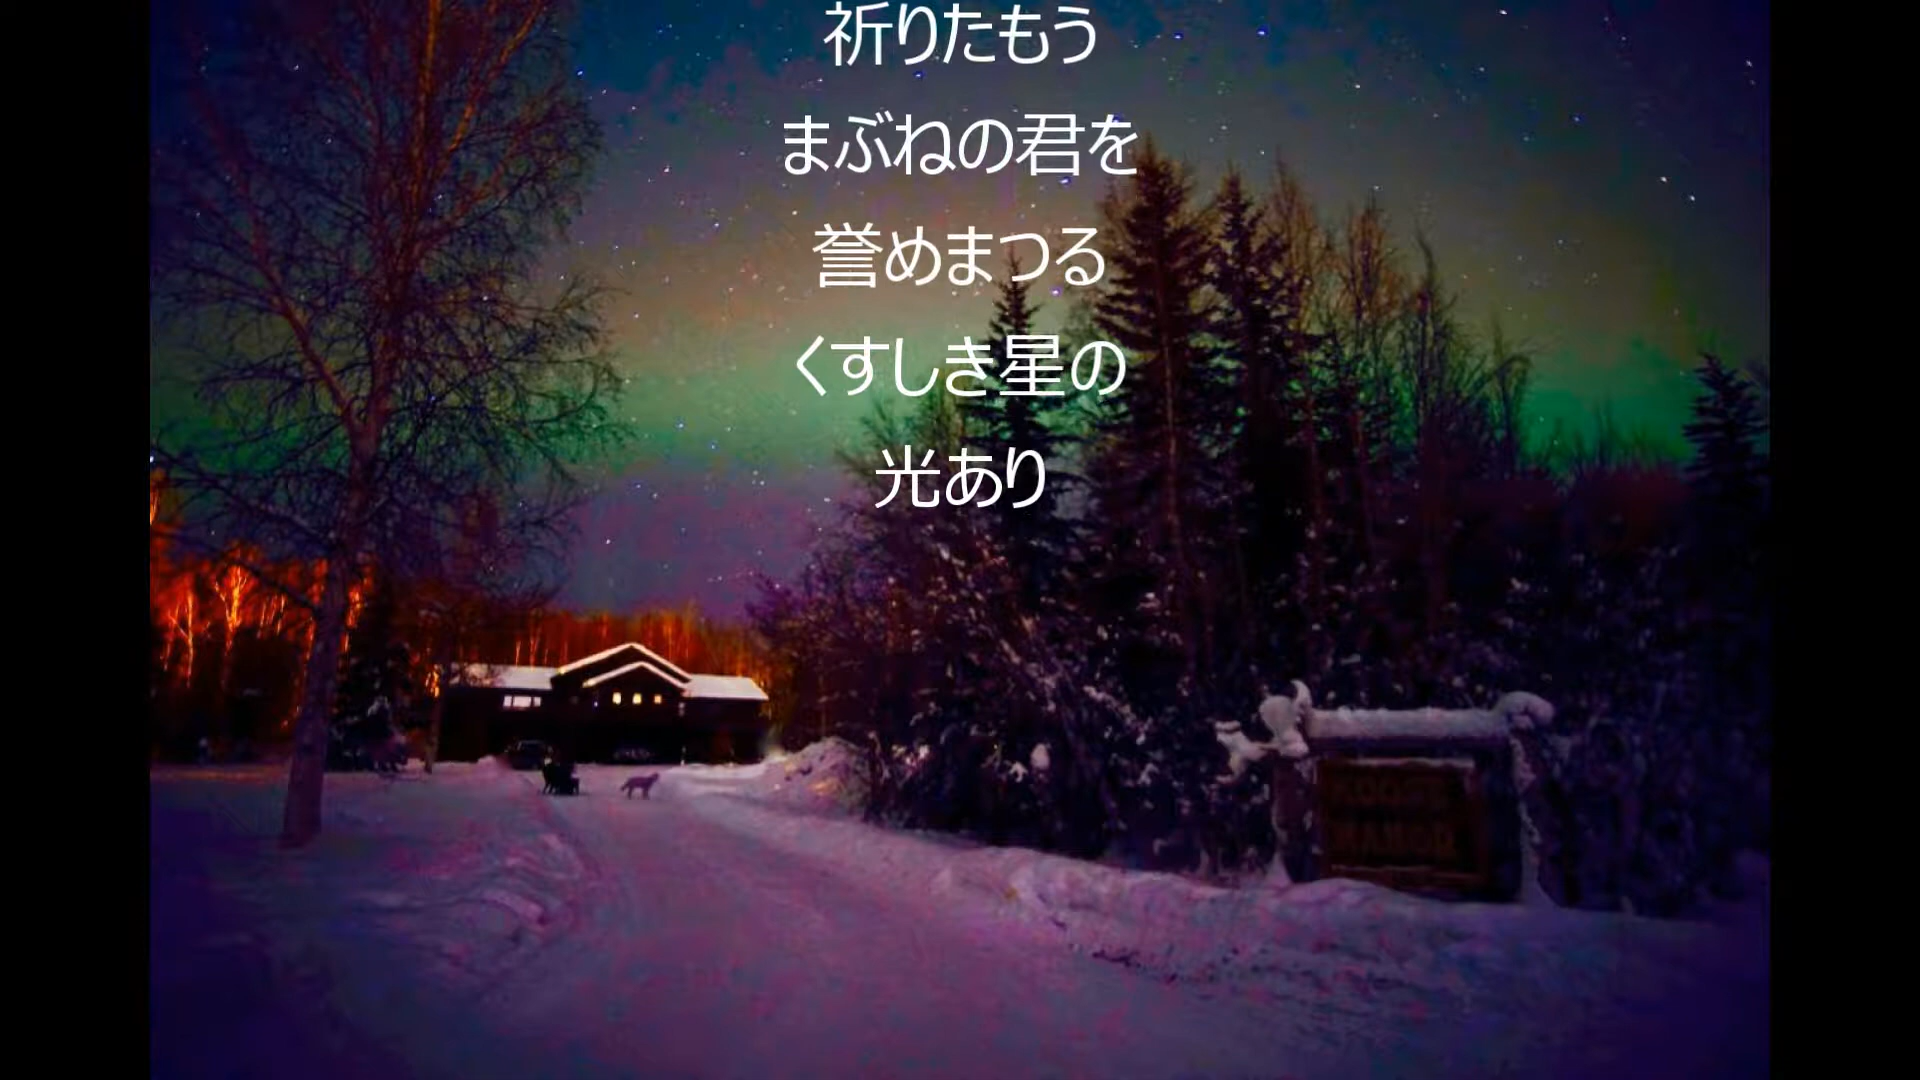 祈りたもう
まぶねの君を
誉めまつる
くすしき星の
光あり
MANOR